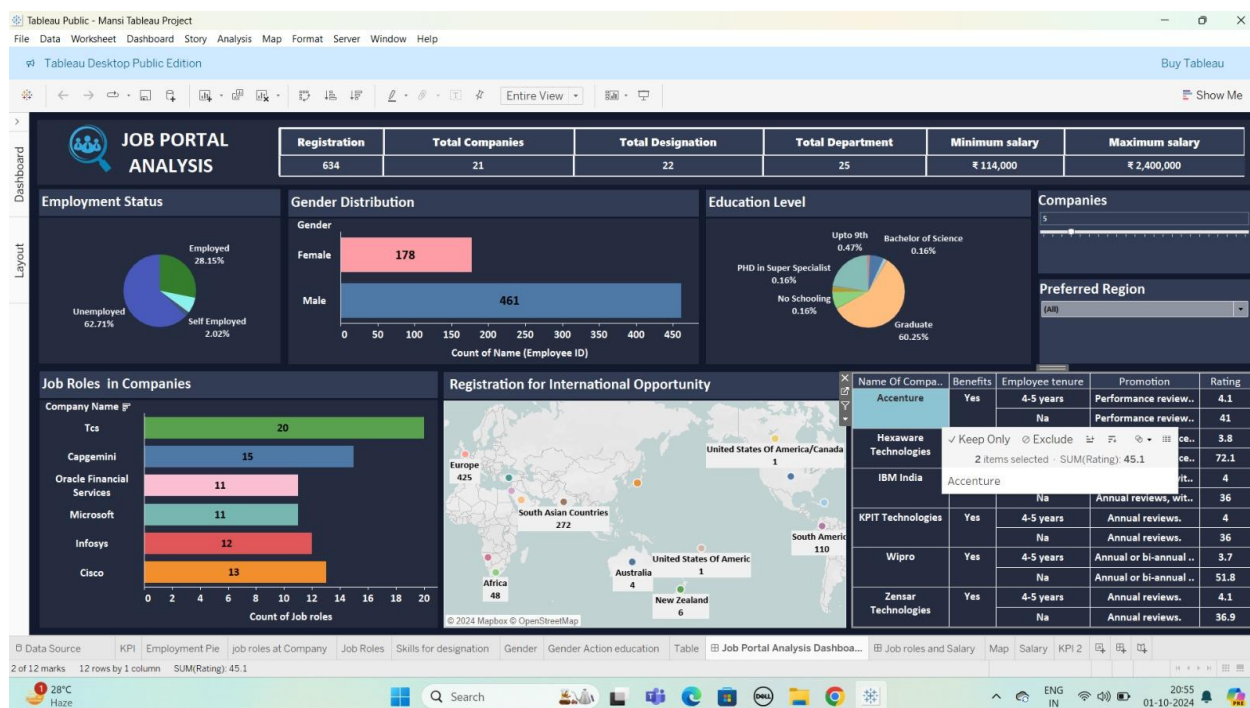 Tableau Public - Mansi Tableau Project
File Data Worksheet Dashboard Story Analysis Map Format Server Window Help
Tableau Desktop Public Edition
Buy Tableau
Entire View
Show Me
Dashboard
Layout
JOB PORTAL
ANALYSIS
Registration Total Companies Total Designation Total Department Minimum salary Maximum salary
634 21 22 25 ₹ 114,000 ₹ 2,400,000
Employment Status
Employed
28.15%
Unemployed
62.71%
Self Employed
2.02%
Gender Distribution
Gender
Female 178
Male 461
0 50 100 150 200 250 300 350 400 450
Count of Name (Employee ID)
Education Level
Upto 9th
0.47%
Bachelor of Science
0.16%
PHD in Super Specialist
0.16%
No Schooling
0.16%
Graduate
60.25%
Companies
5
Preferred Region
(All)
Job Roles in Companies
Company Name
Tcs 20
Capgemini 15
Oracle Financial
Services
11
Microsoft 11
Infosys 12
Cisco 13
0 2 4 6 8 10 12 14 16 18 20
Count of Job roles
Registration for International Opportunity
United States Of America/Canada
1
Europe
425
South Asian Countries
272
South Americ
110
United States Of Americ
1
Australia
4
Africa
48
New Zealand
6
© 2024 Mapbox © OpenStreetMap
Name Of Compa.. Benefits Employee tenure Promotion Rating
Accenture Yes 4-5 years Performance review.. 4.1
Na Performance review.. 41
Hexaware
Technologies
ce.. 3.8
ce.. 72.1
Keep Only Exclude
2 items selected · SUM(Rating): 45.1
Accenture
IBM India wit.. 4
Na Annual reviews, wit.. 36
KPIT Technologies Yes 4-5 years Annual reviews. 4
Na Annual reviews. 36
Wipro Yes 4-5 years Annual or bi-annual .. 3.7
Na Annual or bi-annual .. 51.8
Zensar
Technologies
Yes 4-5 years Annual reviews. 4.1
Na Annual reviews. 36.9
Data Source KPI Employment Pie job roles at Company Job Roles Skills for designation Gender Gender Action education Table Job Portal Analysis Dashboa... Job roles and Salary Map Salary KPI 2
2 of 12 marks 12 rows by 1 column SUM(Rating): 45.1
1
28°C
Haze
Search
DELL
ENG
IN
20:55
01-10-2024
PRE